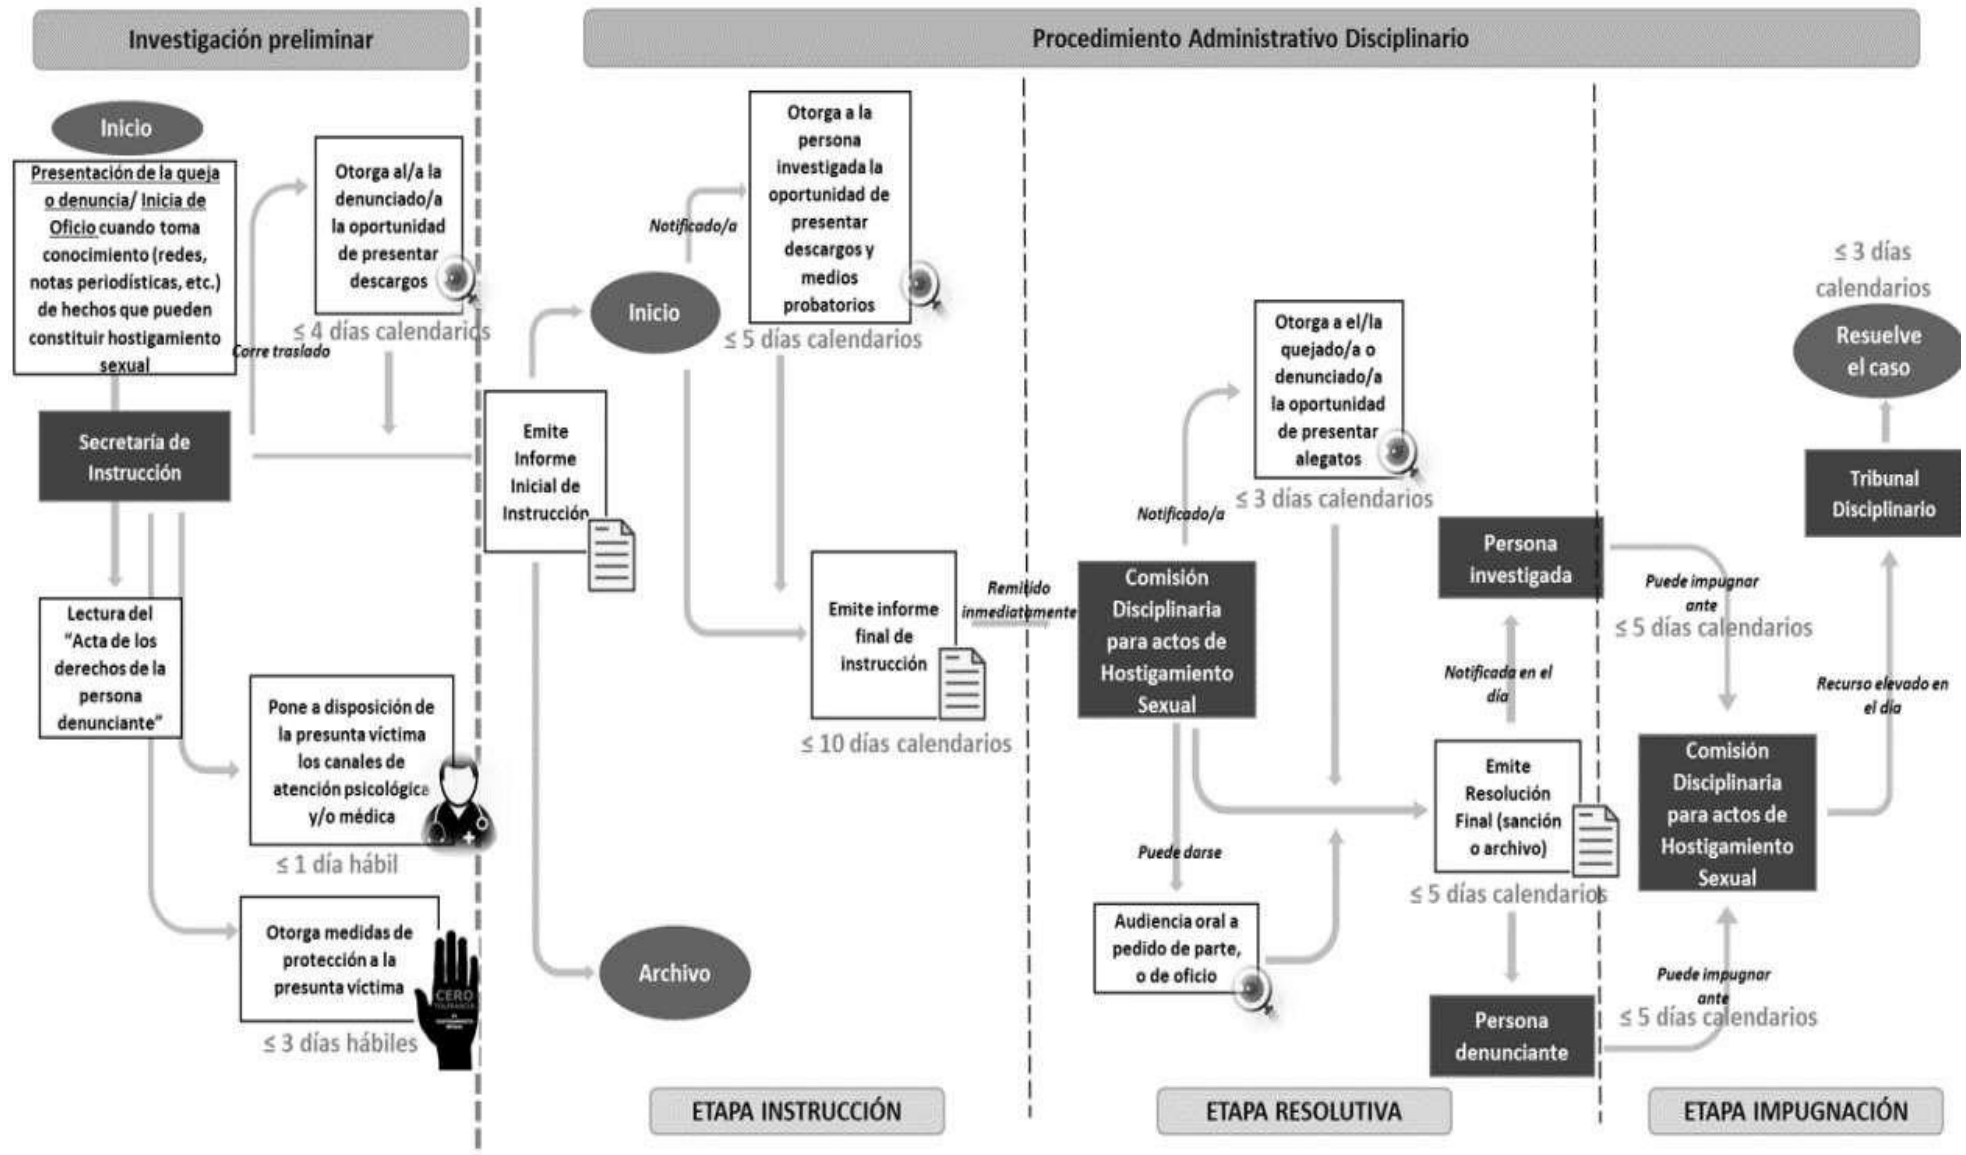 Investigación preliminar
Procedimiento Administrativo Disciplinario
Inicio
Presentación de la queja
o denuncia/ Inicia de
Oficio cuando toma
conocimiento (redes,
notas periodísticas, etc.)
de hechos que pueden
constituir hostigamiento
sexual
Secretaría de
Instrucción
Lectura del
"Acta de los
derechos de la
persona
denunciante"
Corre traslado
Otorga al/a la
denunciado/a
la oportunidad
de presentar
descargos
≤ 4 días calendarios
Pone a disposición de
la presunta víctima
los canales de
atención psicológica
y/o médica
≤ 1 día hábil
Otorga medidas de
protección a la
presunta víctima
CERO
≤ 3 días hábiles
Emite
Informe
Inicial de
Instrucción
Inicio
Archivo
Notificado/a
Otorga a la
persona
investigada la
oportunidad de
presentar
descargos y
medios
probatorios
≤ 5 días calendarios
Emite informe
final de
instrucción
≤ 10 días calendarios
Remitido
inmediatamente
Comisión
Disciplinaria
para actos de
Hostigamiento
Sexual
Notificado/a
Otorga a el/la
quejado/a o
denunciado/a
la oportunidad
de presentar
alegatos
≤ 3 días calendarios
Puede darse
Audiencia oral a
pedido de parte,
o de oficio
Emite
Resolución
Final (sanción
o archivo)
≤ 5 días calendarios
Notificada en el
día
Persona
investigada
Persona
denunciante
Puede impugnar
ante
≤ 5 días calendarios
Comisión
Disciplinaria
para actos de
Hostigamiento
Sexual
Puede impugnar
ante
≤ 5 días calendarios
Recurso elevado en
el día
Tribunal
Disciplinario
Resuelve
el caso
≤ 3 días
calendarios
ETAPA INSTRUCCIÓN
ETAPA RESOLUTIVA
ETAPA IMPUGNACIÓN